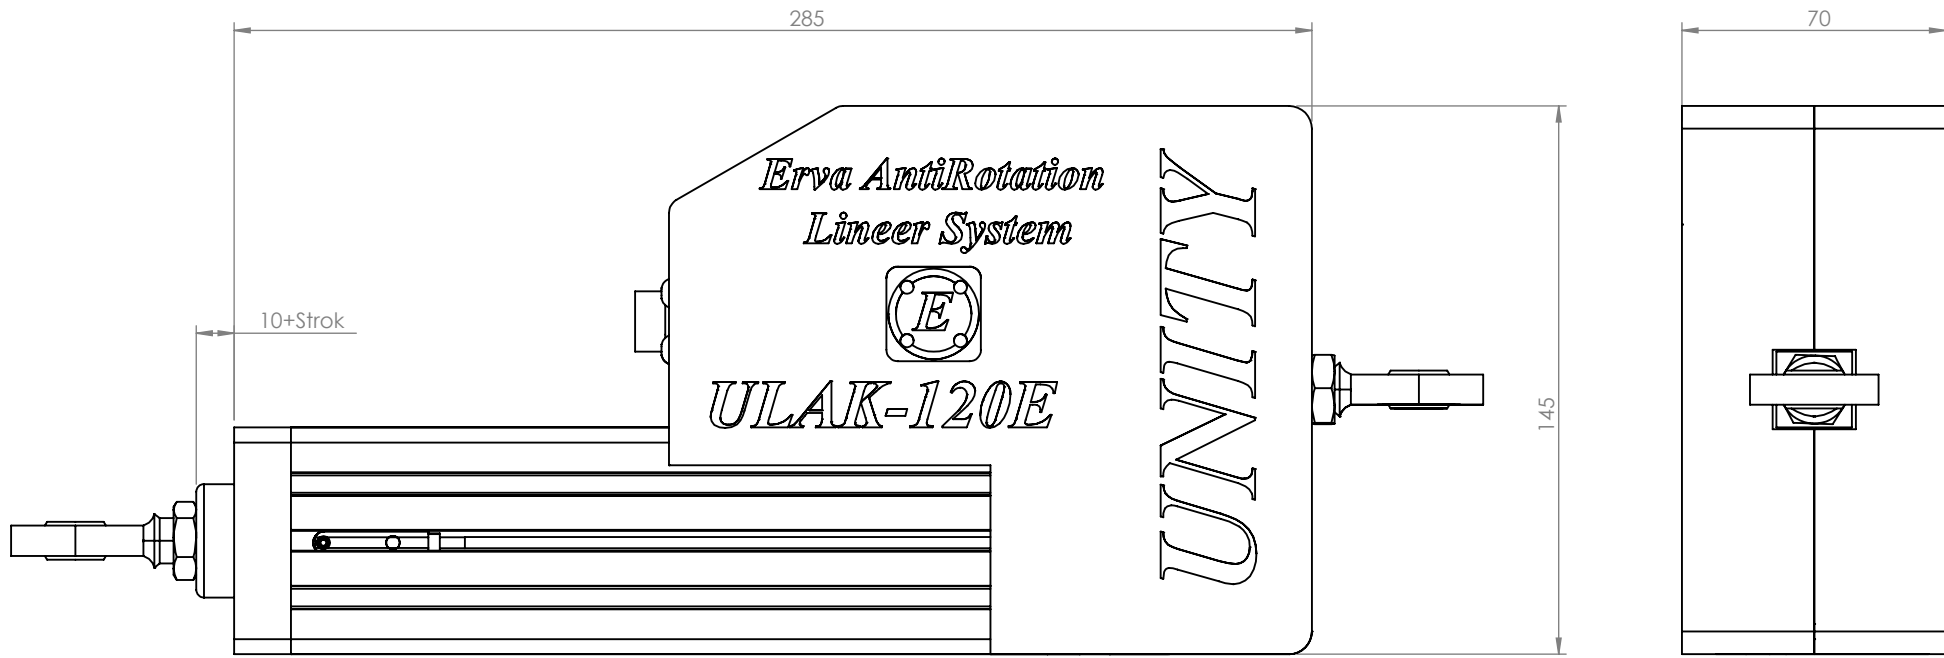 285
70
Erva AntiRotation
Lineer System
E
10+Strok
ULAK-120E
UNITY
145